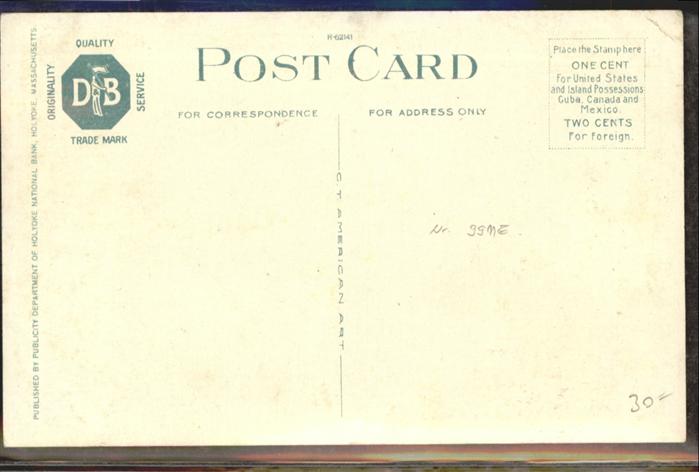 R-62141
POST CARD
FOR CORRESPONDENCE
FOR ADDRESS ONLY
QUALITY
ORIGINALITY
DB
SERVICE
TRADE MARK
PUBLISHED BY PUBLICITY DEPARTMENT OF HOLYOKE NATIONAL BANK, HOLYOKE, MASSACHUSETTS
Place the Stamp here
ONE CENT
For United States
and Island Possessions
Cuba, Canada and
Mexico.
TWO CENTS
For Foreign.
C.T. AMERICAN ART
30